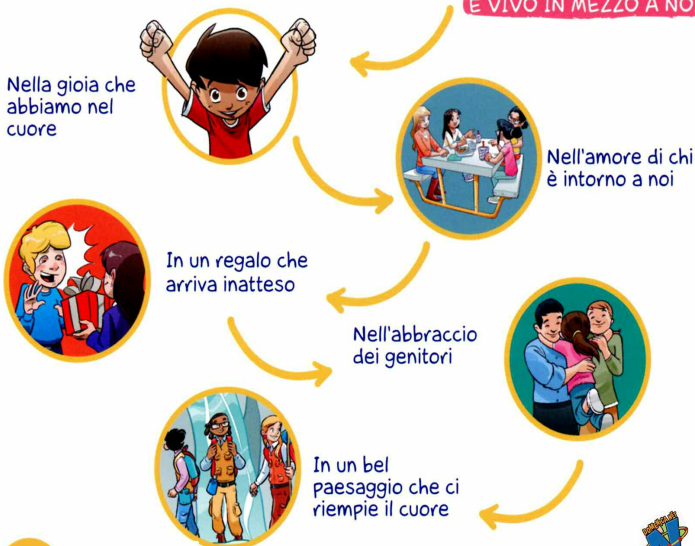 È VIVO IN MEZZO A NO
Nella gioia che
abbiamo nel
cuore
Nell'amore di chi
è intorno a noi
In un regalo che
arriva inatteso
Nell'abbraccio
dei genitori
In un bel
paesaggio che ci
riempie il cuore